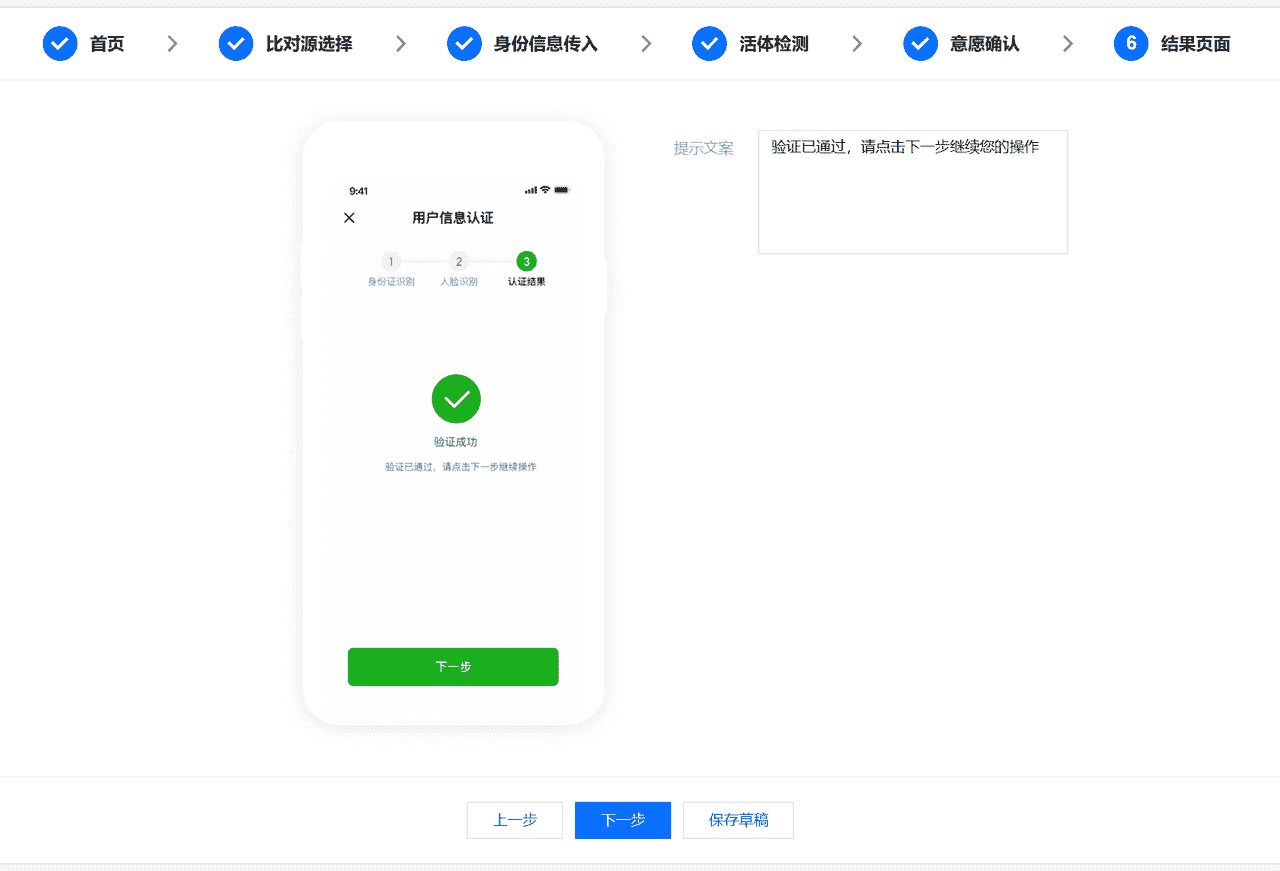 首页
比对源选择
身份信息传入
活体检测
意愿确认
6 结果页面
提示文案
验证已通过，请点击下一步继续您的操作
9:41
用户信息认证
1 2 3
身份证识别 人脸识别 认证结果
验证成功
验证已通过，请点击下一步继续操作
下一步
上一步 下一步 保存草稿